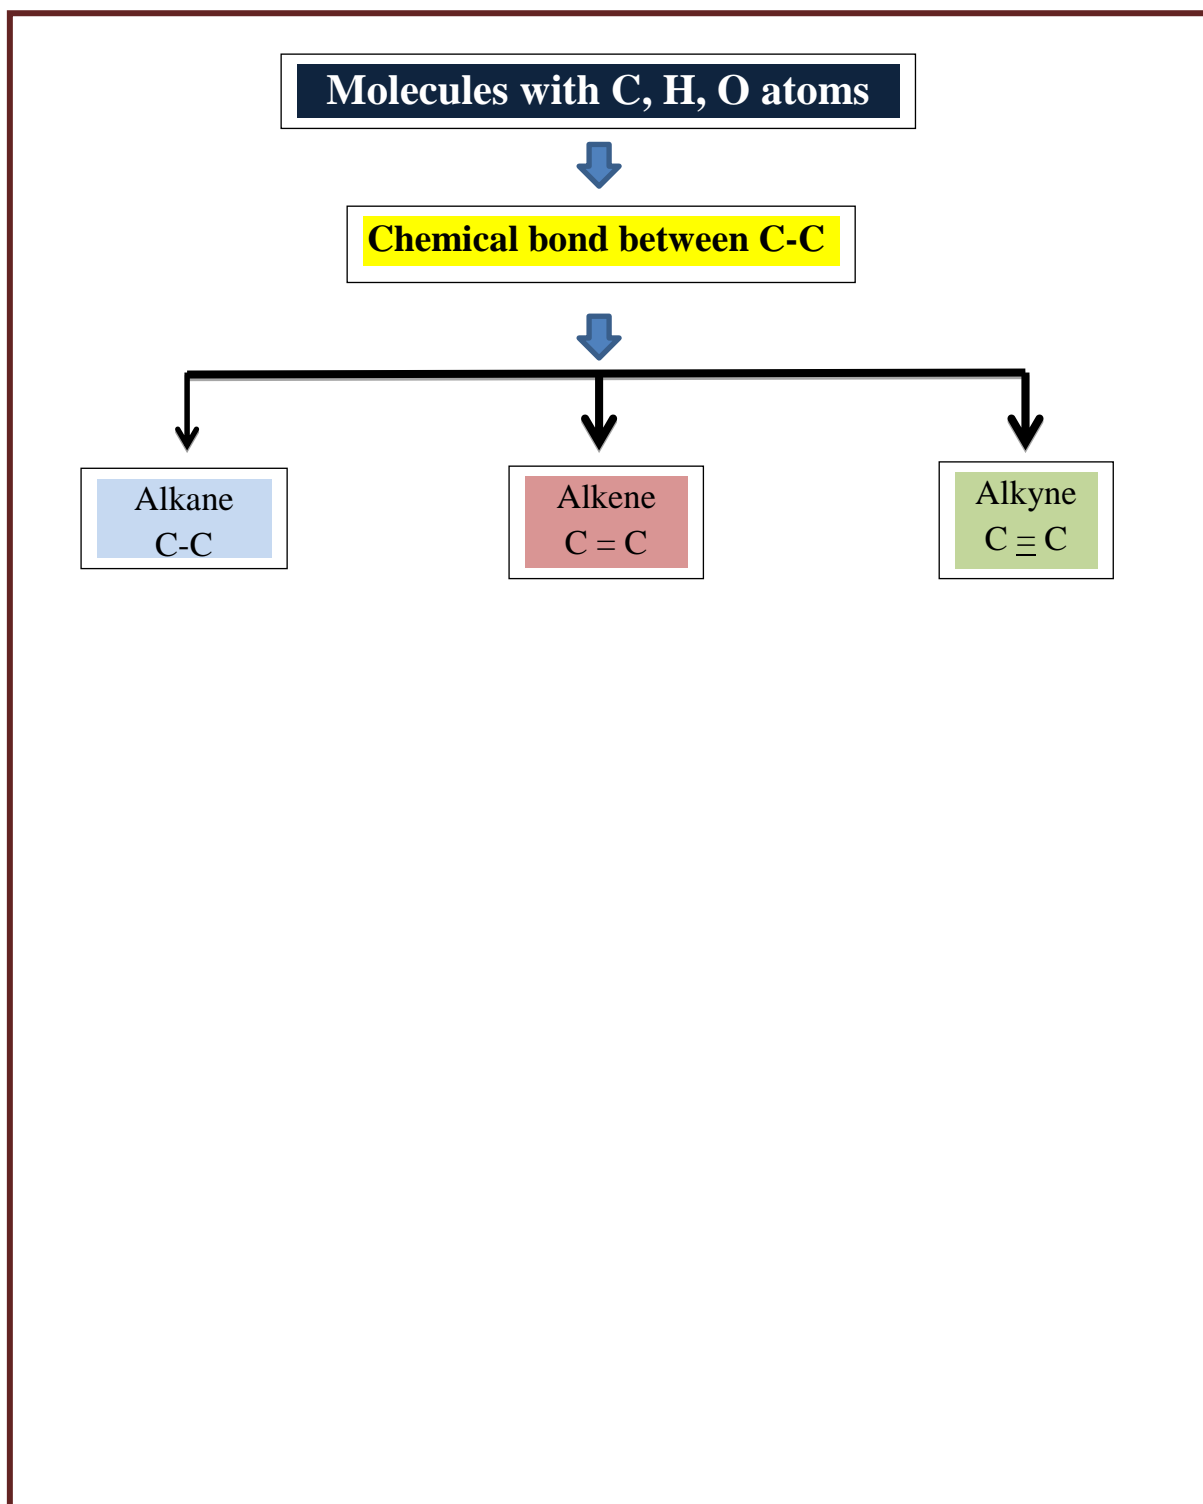 Molecules with C, H, O atoms
Chemical bond between C-C
Alkane
C-C
Alkene
C = C
Alkyne
C = C